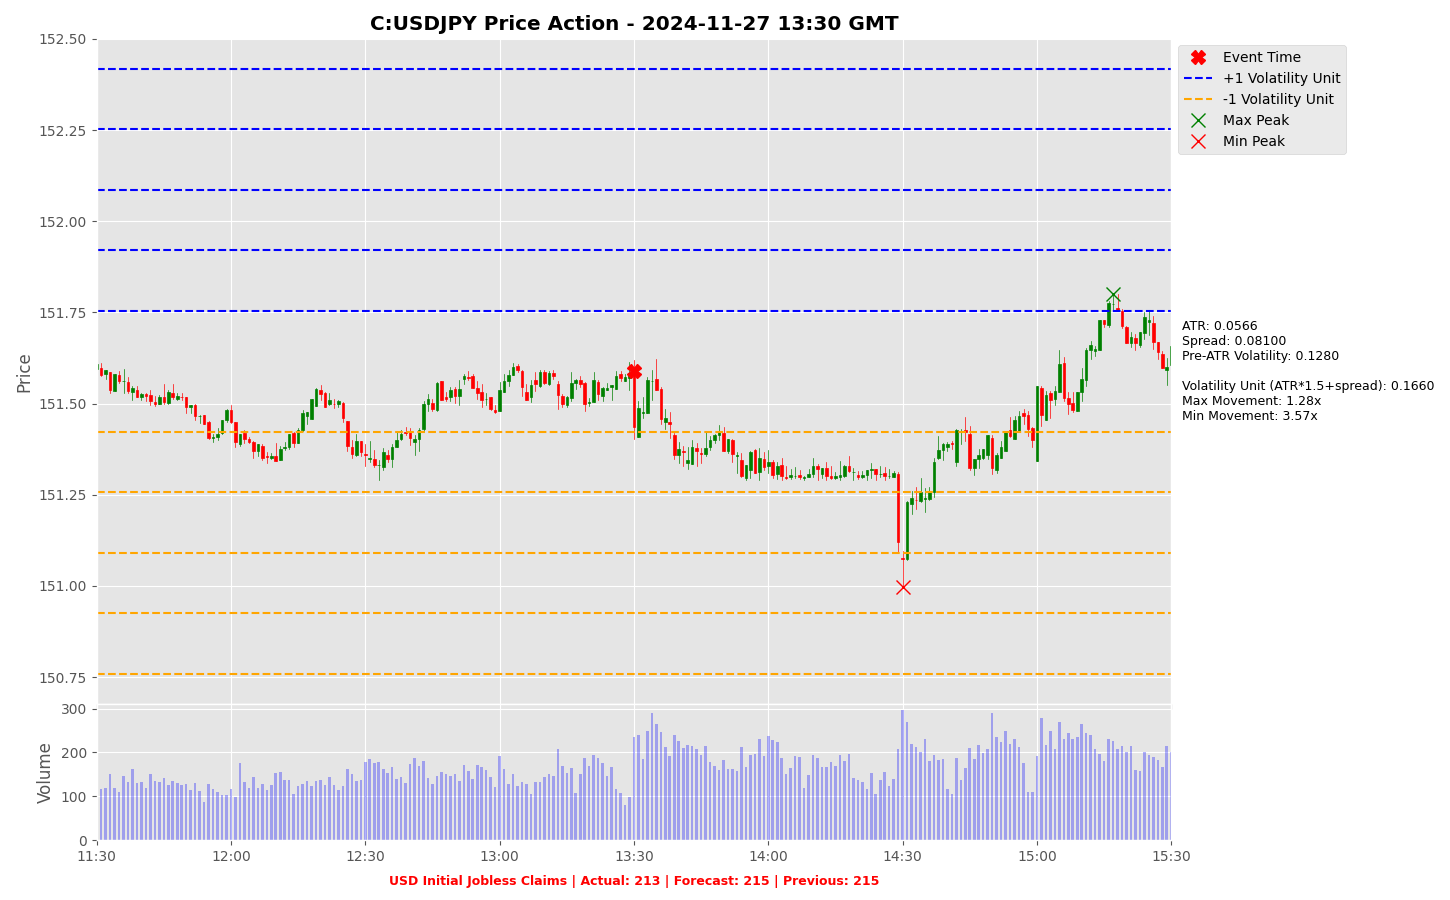 C:USDJPY Price Action - 2024-11-27 13:30 GMT
Price
152.50
152.25
152.00
151.75
151.50
151.25
151.00
150.75
Event Time
+1 Volatility Unit
-1 Volatility Unit
Max Peak
Min Peak
ATR: 0.0566
Spread: 0.08100
Pre-ATR Volatility: 0.1280
Volatility Unit (ATR*1.5+spread): 0.1660
Max Movement: 1.28x
Min Movement: 3.57x
Volume
300
200
100
0
11:30 12:00 12:30 13:00 13:30 14:00 14:30 15:00 15:30
USD Initial Jobless Claims | Actual: 213 | Forecast: 215 | Previous: 215